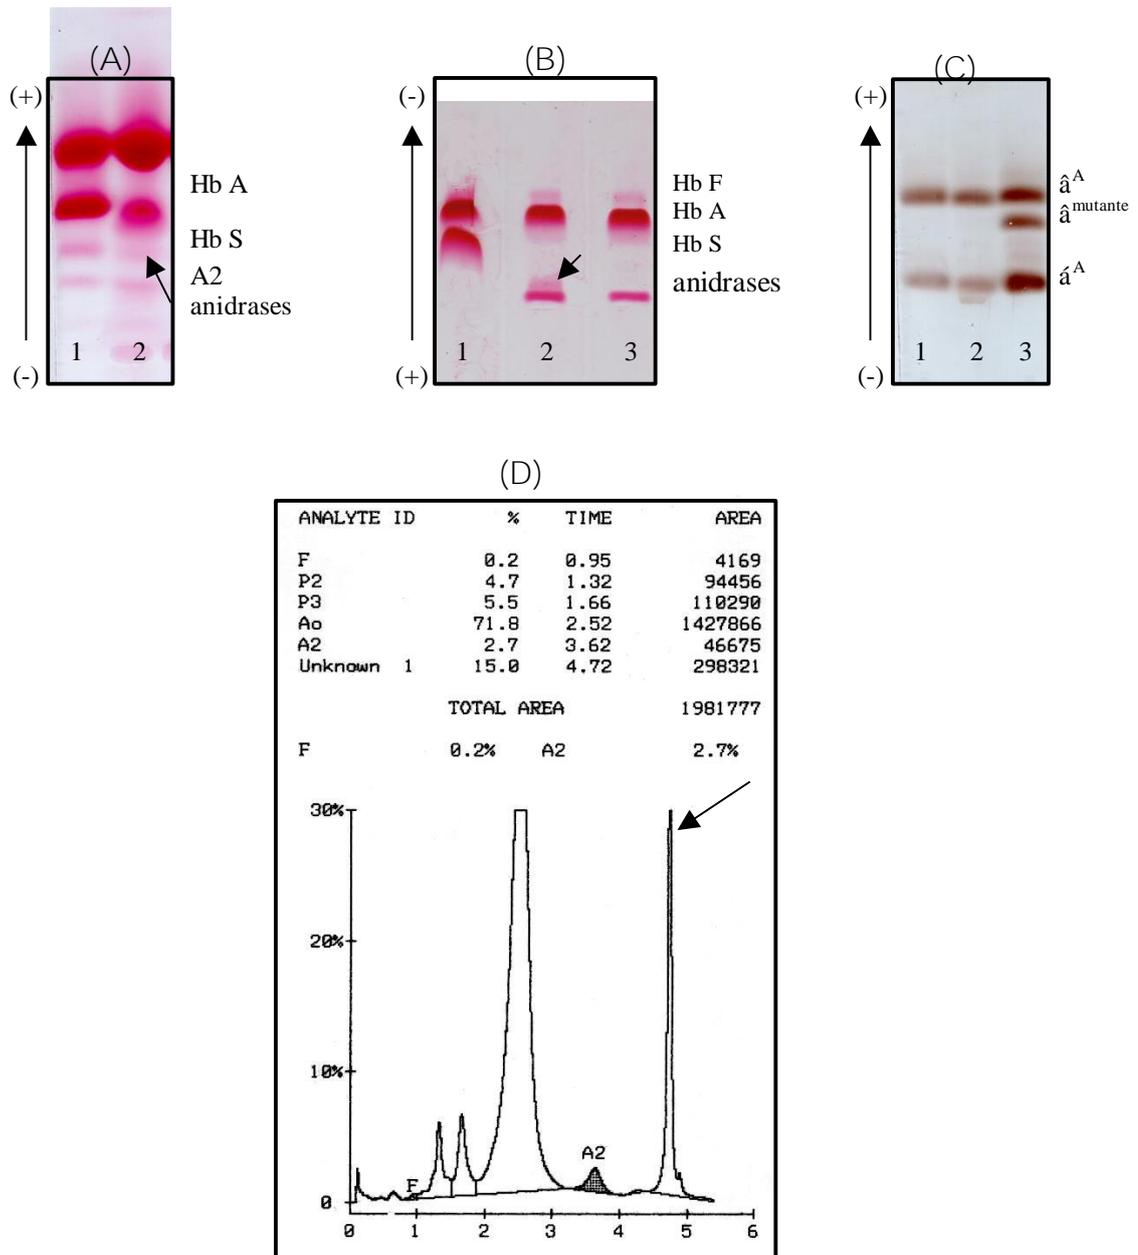 (A)
(+)
Hb A
Hb S
A2
anidrases
1 2
(-)
(B)
(-)
Hb F
Hb A
Hb S
anidrases
1 2 3
(+)
(C)
(+)
âᴬ
âᵐᵘᵗᵃⁿᵗᵉ
áᴬ
1 2 3
(-)
(D)
ANALYTE ID % TIME AREA
F 0.2 0.95 4169
P2 4.7 1.32 94456
P3 5.5 1.66 110290
Ao 71.8 2.52 1427866
A2 2.7 3.62 46675
Unknown 1 15.0 4.72 298321
TOTAL AREA 1981777
F 0.2% A2 2.7%
30%
20%
10%
A2
F
0
0 1 2 3 4 5 6